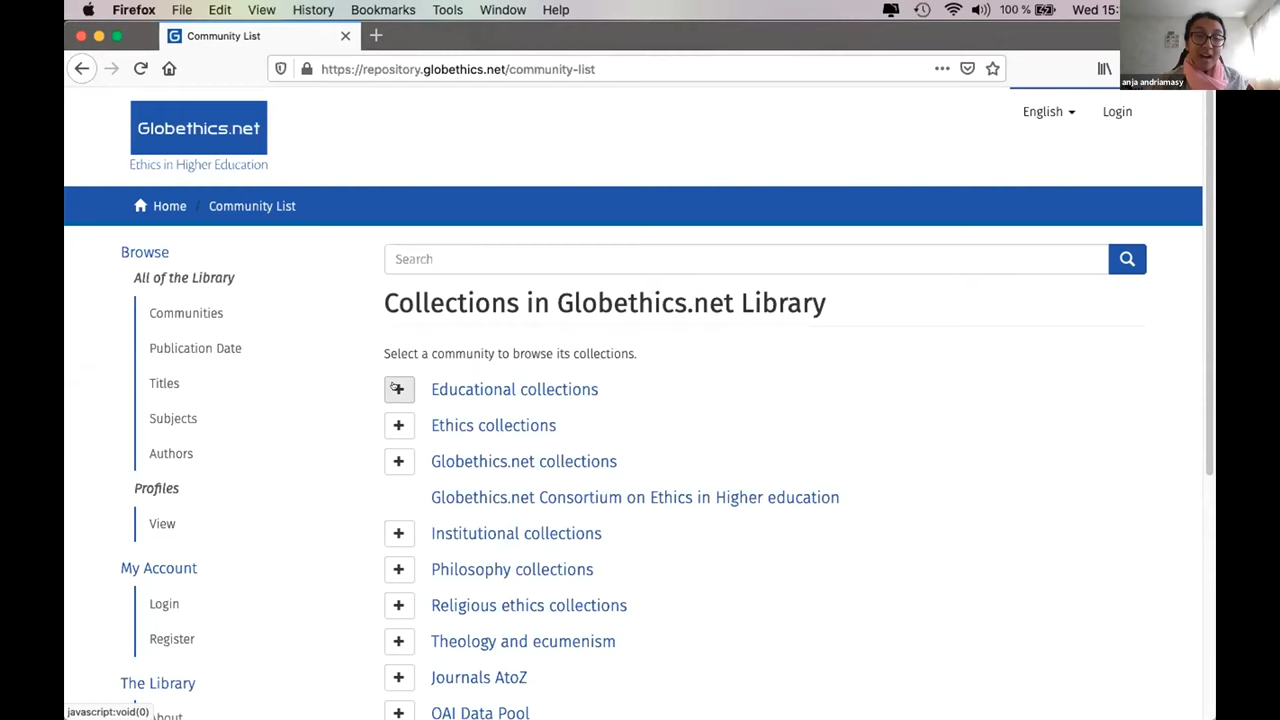 Firefox File Edit View History Bookmarks Tools Window Help 100 % Wed 15:
Community List
https://repository.globethics.net/community-list
anja andriamasy
Globethics.net
Ethics in Higher Education
English Login
Home / Community List
Browse
All of the Library
Communities
Publication Date
Titles
Subjects
Authors
Profiles
View
My Account
Login
Register
The Library
About
Search
Collections in Globethics.net Library
Select a community to browse its collections.
Educational collections
Ethics collections
Globethics.net collections
Globethics.net Consortium on Ethics in Higher education
Institutional collections
Philosophy collections
Religious ethics collections
Theology and ecumenism
Journals AtoZ
OAI Data Pool
javascript:void(0)